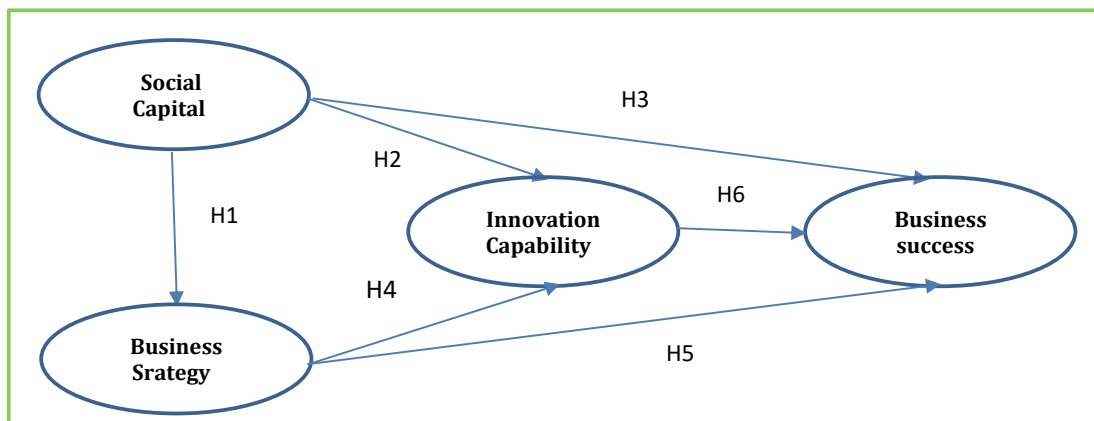 Social
Capital
H3
H2
H1
Innovation
Capability
H6
Business
success
H4
Business
Srategy
H5